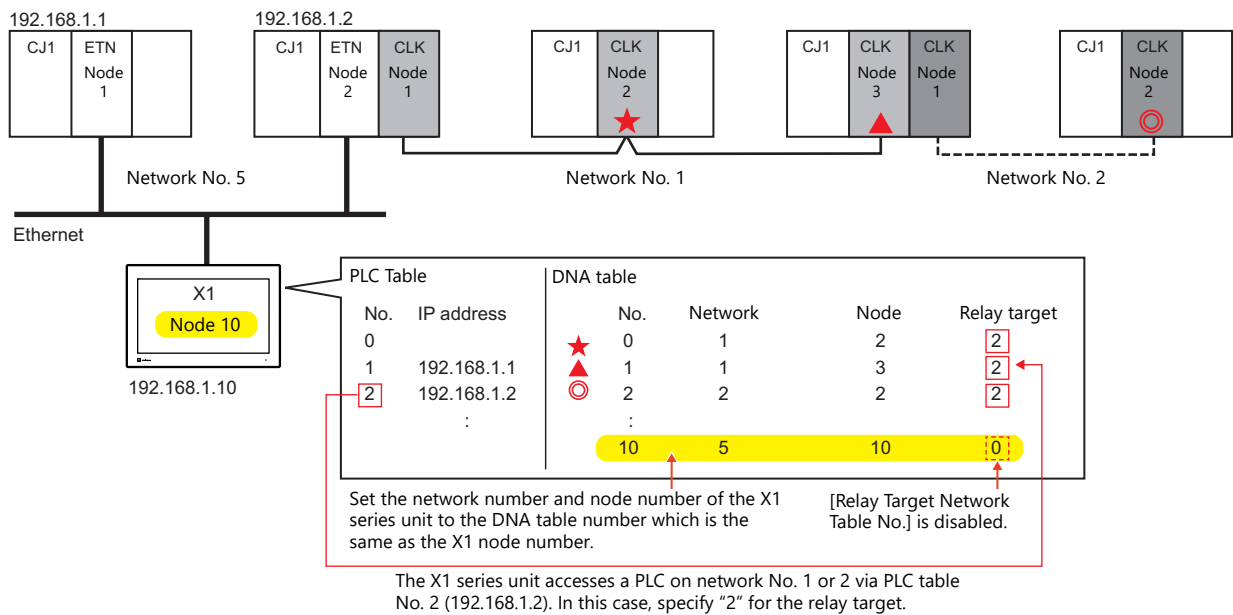 192.168.1.1
192.168.1.2
CJ1 ETN
Node
1
CJ1 ETN CLK
Node Node
2 1
CJ1 CLK
Node
2
CJ1 CLK CLK
Node Node
3 1
CJ1 CLK
Node
2
Network No. 5
Network No. 1
Network No. 2
Ethernet
X1
Node 10
192.168.1.10
PLC Table
No. IP address
0
1 192.168.1.1
2 192.168.1.2
:
DNA table
No. Network Node Relay target
0 1 2 2
1 1 3 2
2 2 2 2
:
10 5 10 0
Set the network number and node number of the X1
series unit to the DNA table number which is the
same as the X1 node number.
[Relay Target Network
Table No.] is disabled.
The X1 series unit accesses a PLC on network No. 1 or 2 via PLC table
No. 2 (192.168.1.2). In this case, specify “2” for the relay target.